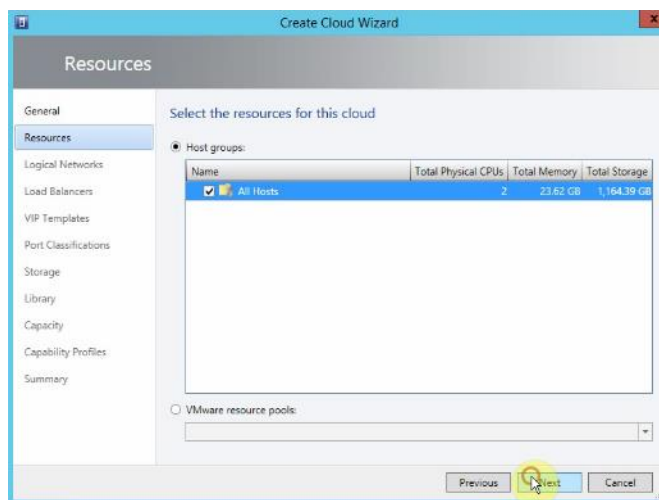 Create Cloud Wizard
x
Resources
General
Resources
Logical Networks
Load Balancers
VIP Templates
Port Classifications
Storage
Library
Capacity
Capability Profiles
Summary
Select the resources for this cloud
Host groups:
Name Total Physical CPUs Total Memory Total Storage
All Hosts 2 23.62 GB 1,164.39 GB
VMware resource pools:
Previous Next Cancel